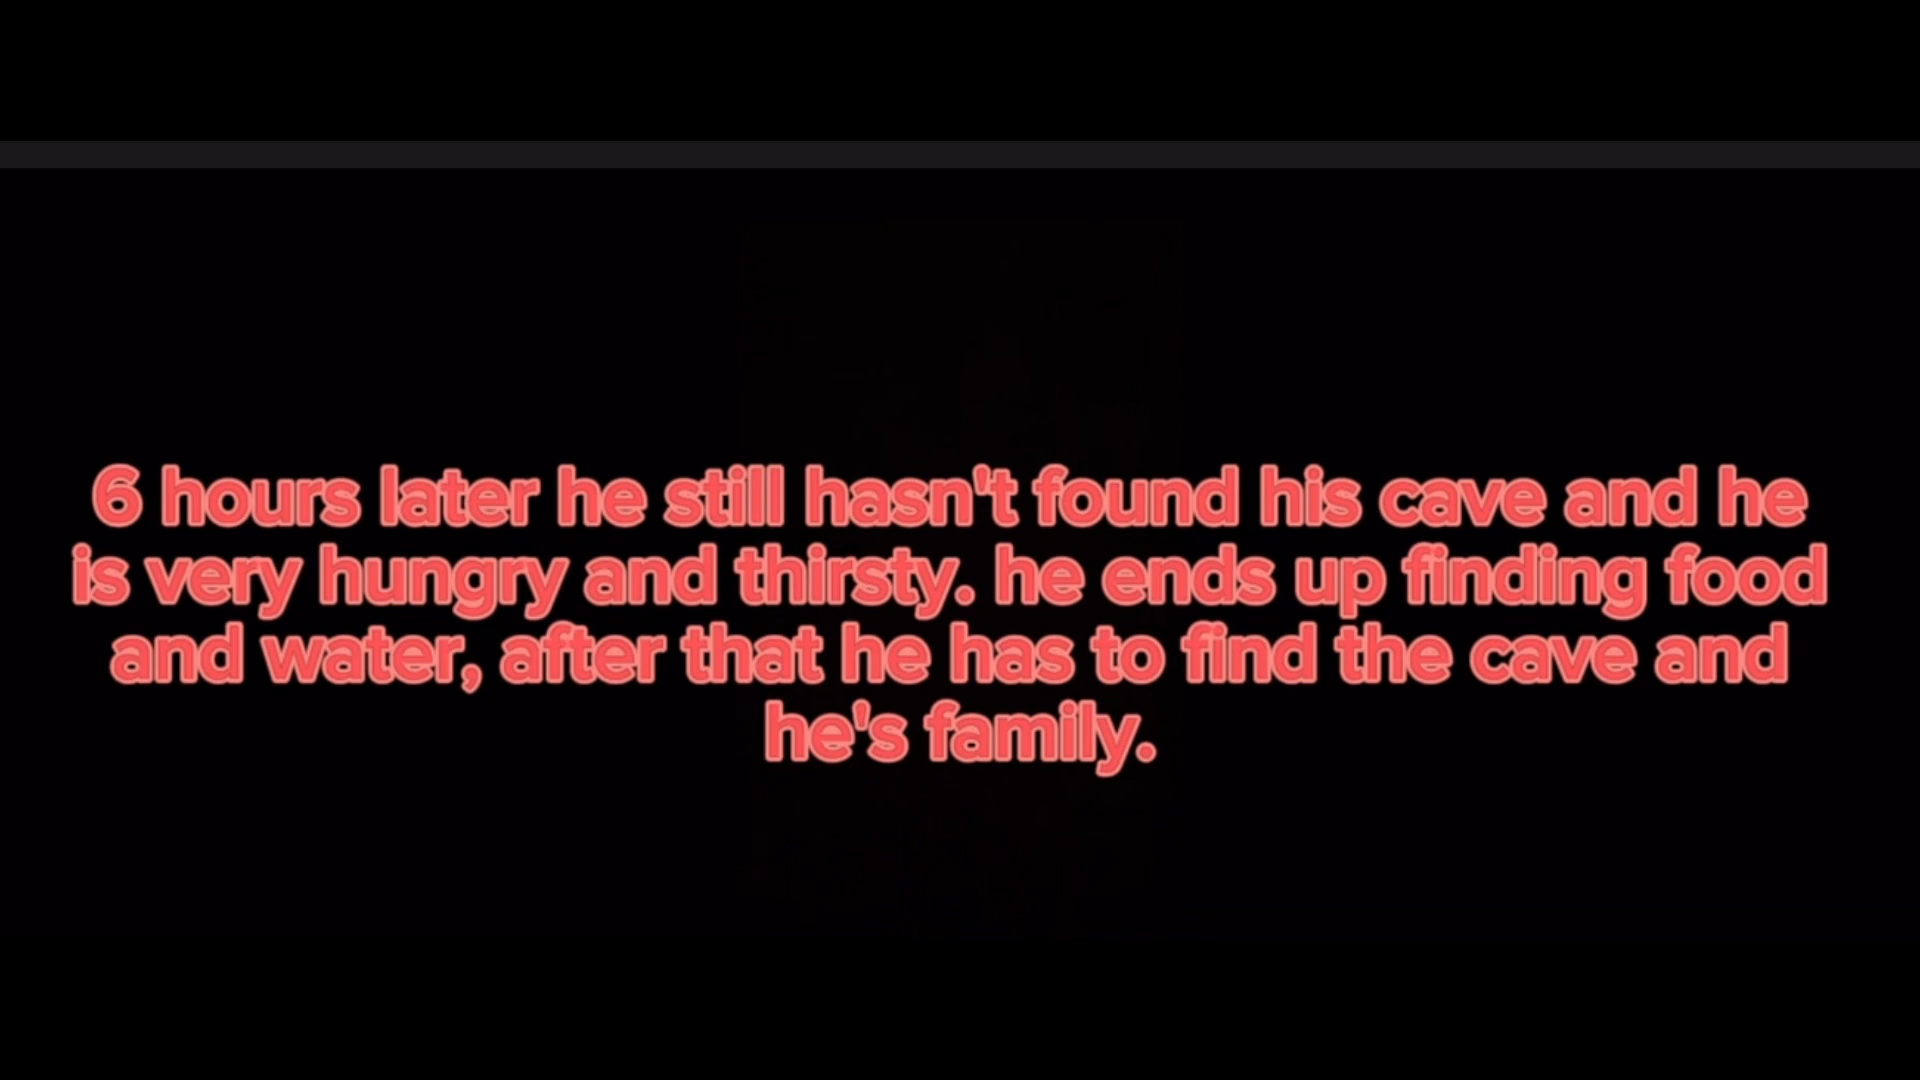 6 hours later he still hasn't found his cave and he
is very hungry and thirsty. he ends up finding food
and water, after that he has to find the cave and
he's family.